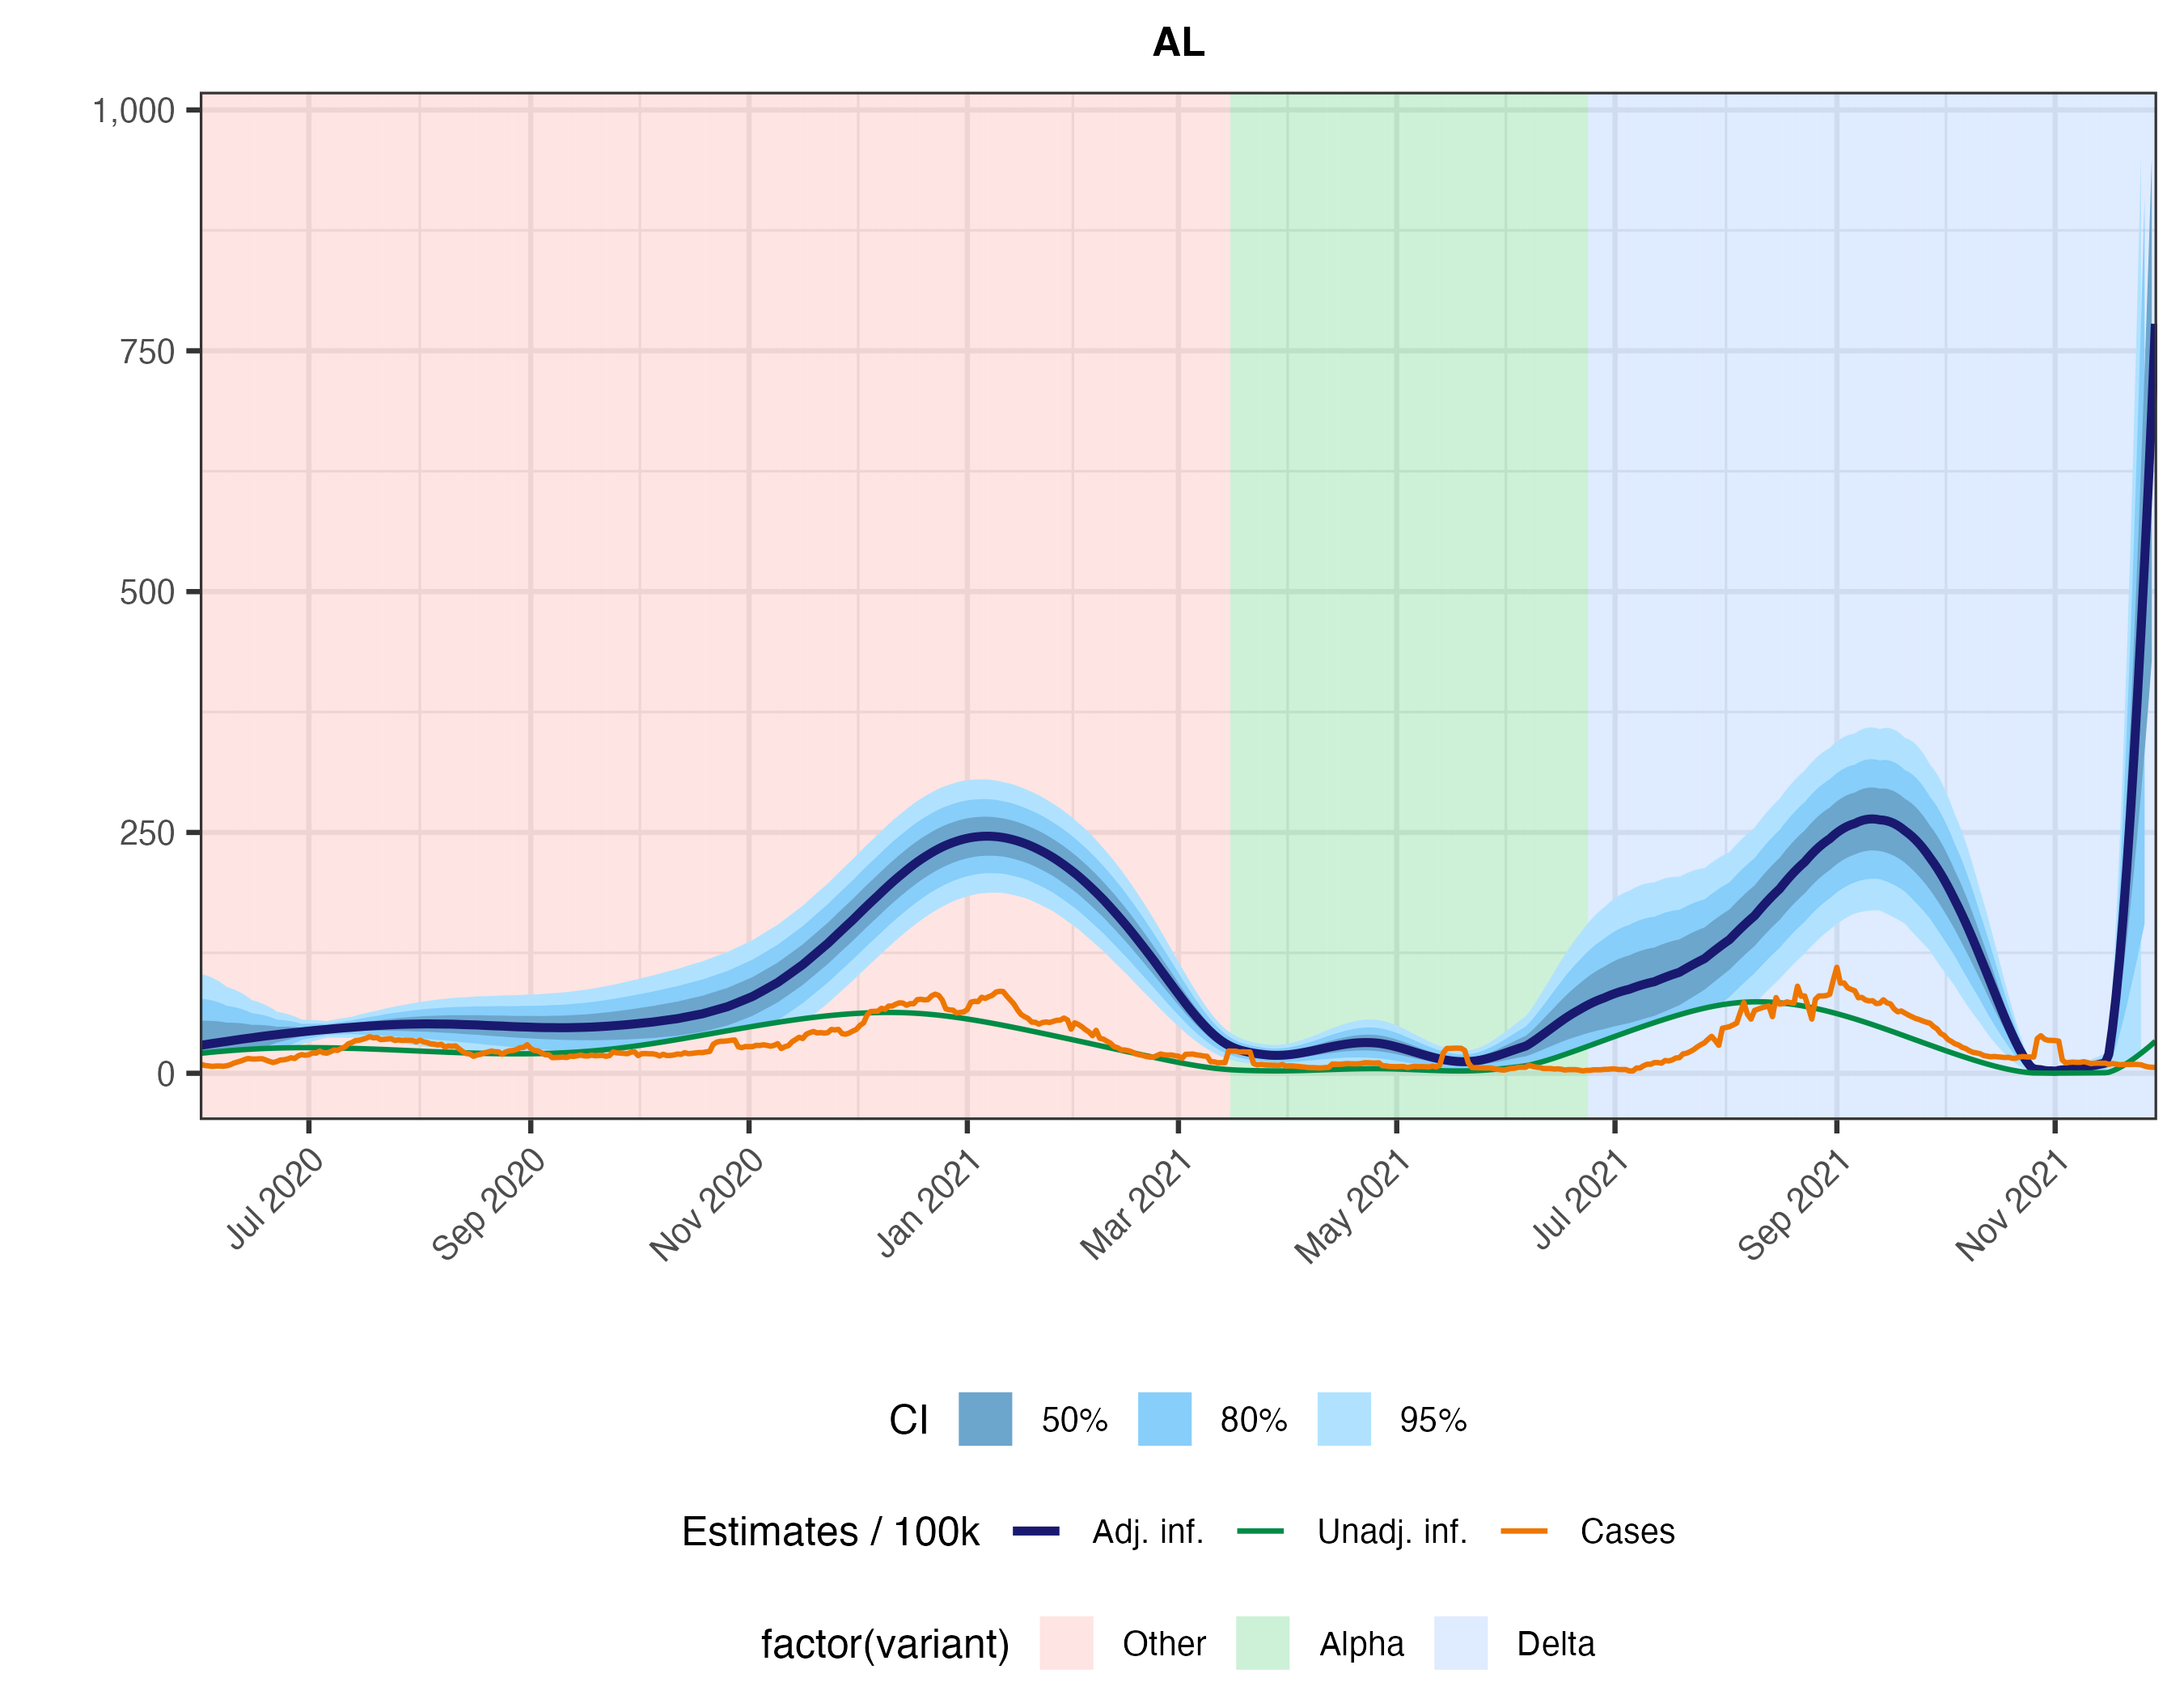 AL
1,000
750
500
250
0
Jul 2020
Sep 2020
Nov 2020
Jan 2021
Mar 2021
May 2021
Jul 2021
Sep 2021
Nov 2021
CI 50% 80% 95%
Estimates / 100k Adj. inf. Unadj. inf. Cases
factor(variant) Other Alpha Delta